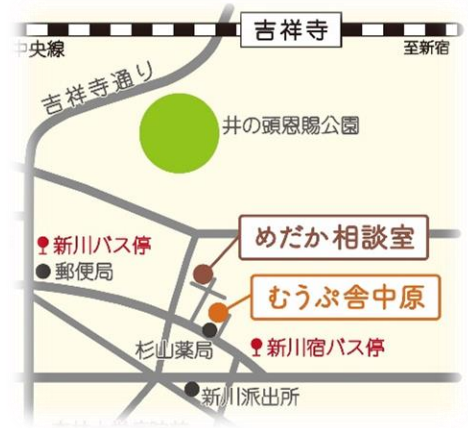 吉祥寺
中央線
至新宿
吉祥寺通り
井の頭恩賜公園
めだか相談室
新川バス停
郵便局
むうぷ舎中原
杉山薬局
新川宿バス停
新川派出所